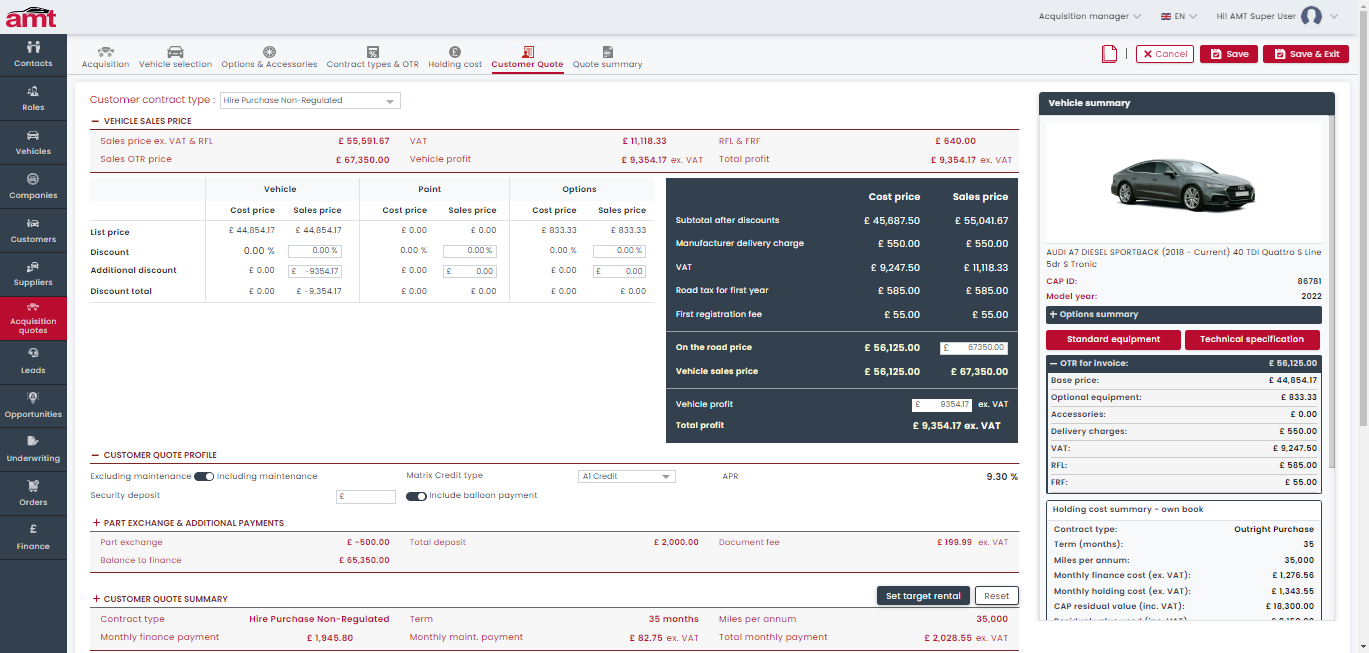 amt
Acquisition manager
EN
Hi! AMT Super User
Contacts
Roles
Vehicles
Companies
Customers
Suppliers
Acquisition quotes
Leads
Opportunities
Underwriting
Orders
Finance
Acquisition
Vehicle selection
Options & Accessories
Contract types & OTR
Holding cost
Customer Quote
Quote summary
Cancel
Save
Save & Exit
Customer contract type : Hire Purchase Non-Regulated
VEHICLE SALES PRICE
Sales price ex. VAT & RFL £ 55,591.67 VAT £ 11,118.33 RFL & FRF £ 640.00
Sales OTR price £ 67,350.00 Vehicle profit £ 9,354.17 ex. VAT Total profit £ 9,354.17 ex. VAT
Vehicle Paint Options
Cost price Sales price Cost price Sales price Cost price Sales price
List price £ 44,854.17 £ 44,854.17 £ 0.00 £ 0.00 £ 833.33 £ 833.33
Discount 0.00 % 0.00 % 0.00 % 0.00 % 0.00 % 0.00 %
Additional discount £ 0.00 £ -9354.17 £ 0.00 £ 0.00 £ 0.00 £ 0.00
Discount total £ 0.00 £ -9,354.17 £ 0.00 £ 0.00 £ 0.00 £ 0.00
Cost price Sales price
Subtotal after discounts £ 45,687.50 £ 55,041.67
Manufacturer delivery charge £ 550.00 £ 550.00
VAT £ 9,247.50 £ 11,118.33
Road tax for first year £ 585.00 £ 585.00
First registration fee £ 55.00 £ 55.00
On the road price £ 56,125.00 £ 67350.00
Vehicle sales price £ 56,125.00 £ 67,350.00
Vehicle profit £ 9354.17 ex. VAT
Total profit £ 9,354.17 ex. VAT
CUSTOMER QUOTE PROFILE
Excluding maintenance Including maintenance Matrix Credit type A1 Credit APR 9.30 %
Security deposit £ Include balloon payment
PART EXCHANGE & ADDITIONAL PAYMENTS
Part exchange £ -500.00 Total deposit £ 2,000.00 Document fee £ 199.99 ex. VAT
Balance to finance £ 65,350.00
CUSTOMER QUOTE SUMMARY
Set target rental
Reset
Contract type Hire Purchase Non-Regulated Term 35 months Miles per annum 35,000
Monthly finance payment £ 1,945.80 Monthly maint. payment £ 82.75 ex. VAT Total monthly payment £ 2,028.55 ex. VAT
Vehicle summary
AUDI A7 DIESEL SPORTBACK (2018 - Current) 40 TDI Quattro S Line
5dr S Tronic
CAP ID: 86781
Model year: 2022
Options summary
Standard equipment
Technical specification
OTR for invoice: £ 56,125.00
Base price: £ 44,854.17
Optional equipment: £ 833.33
Accessories: £ 0.00
Delivery charges: £ 550.00
VAT: £ 9,247.50
RFL: £ 585.00
FRF: £ 55.00
Holding cost summary - own book
Contract type: Outright Purchase
Term (months): 35
Miles per annum: 35,000
Monthly finance cost (ex. VAT): £ 1,276.56
Monthly holding cost (ex. VAT): £ 1,343.55
CAP residual value (inc. VAT): £ 18,300.00